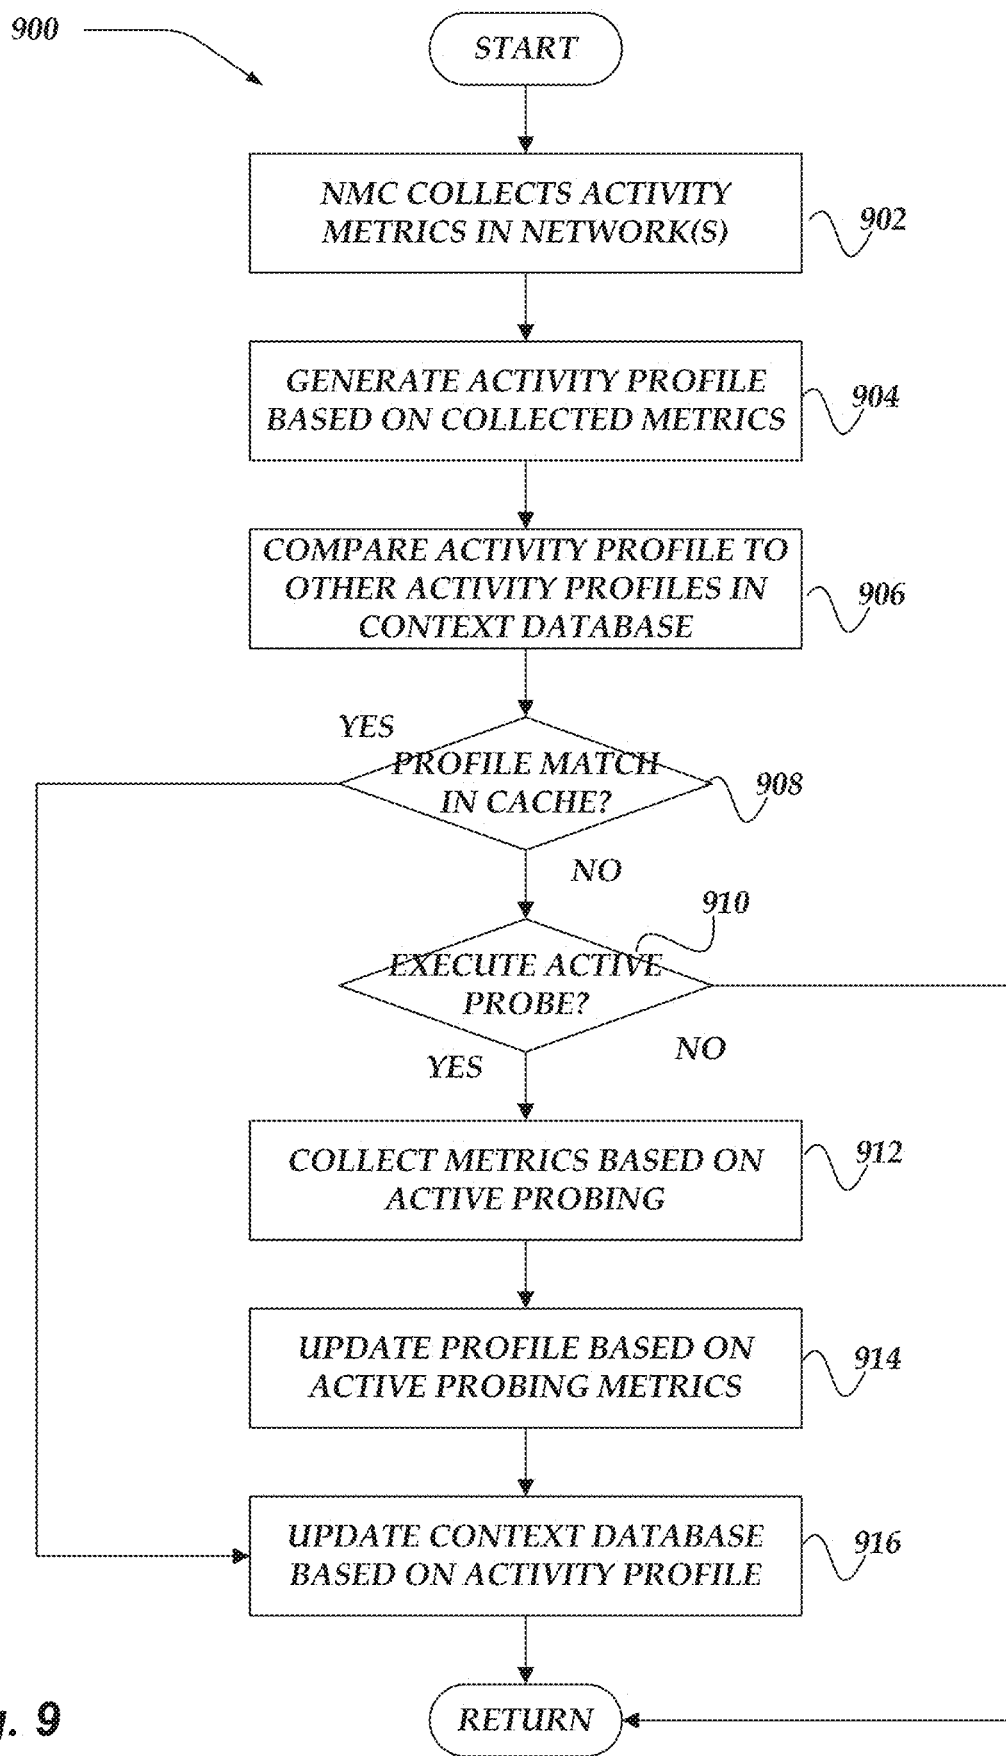 900
START
NMC COLLECTS ACTIVITY
METRICS IN NETWORK(S)
902
GENERATE ACTIVITY PROFILE
BASED ON COLLECTED METRICS
904
COMPARE ACTIVITY PROFILE TO
OTHER ACTIVITY PROFILES IN
CONTEXT DATABASE
906
YES
PROFILE MATCH
IN CACHE?
908
NO
910
EXECUTE ACTIVE
PROBE?
NO
YES
COLLECT METRICS BASED ON
ACTIVE PROBING
912
UPDATE PROFILE BASED ON
ACTIVE PROBING METRICS
914
UPDATE CONTEXT DATABASE
BASED ON ACTIVITY PROFILE
916
RETURN
9